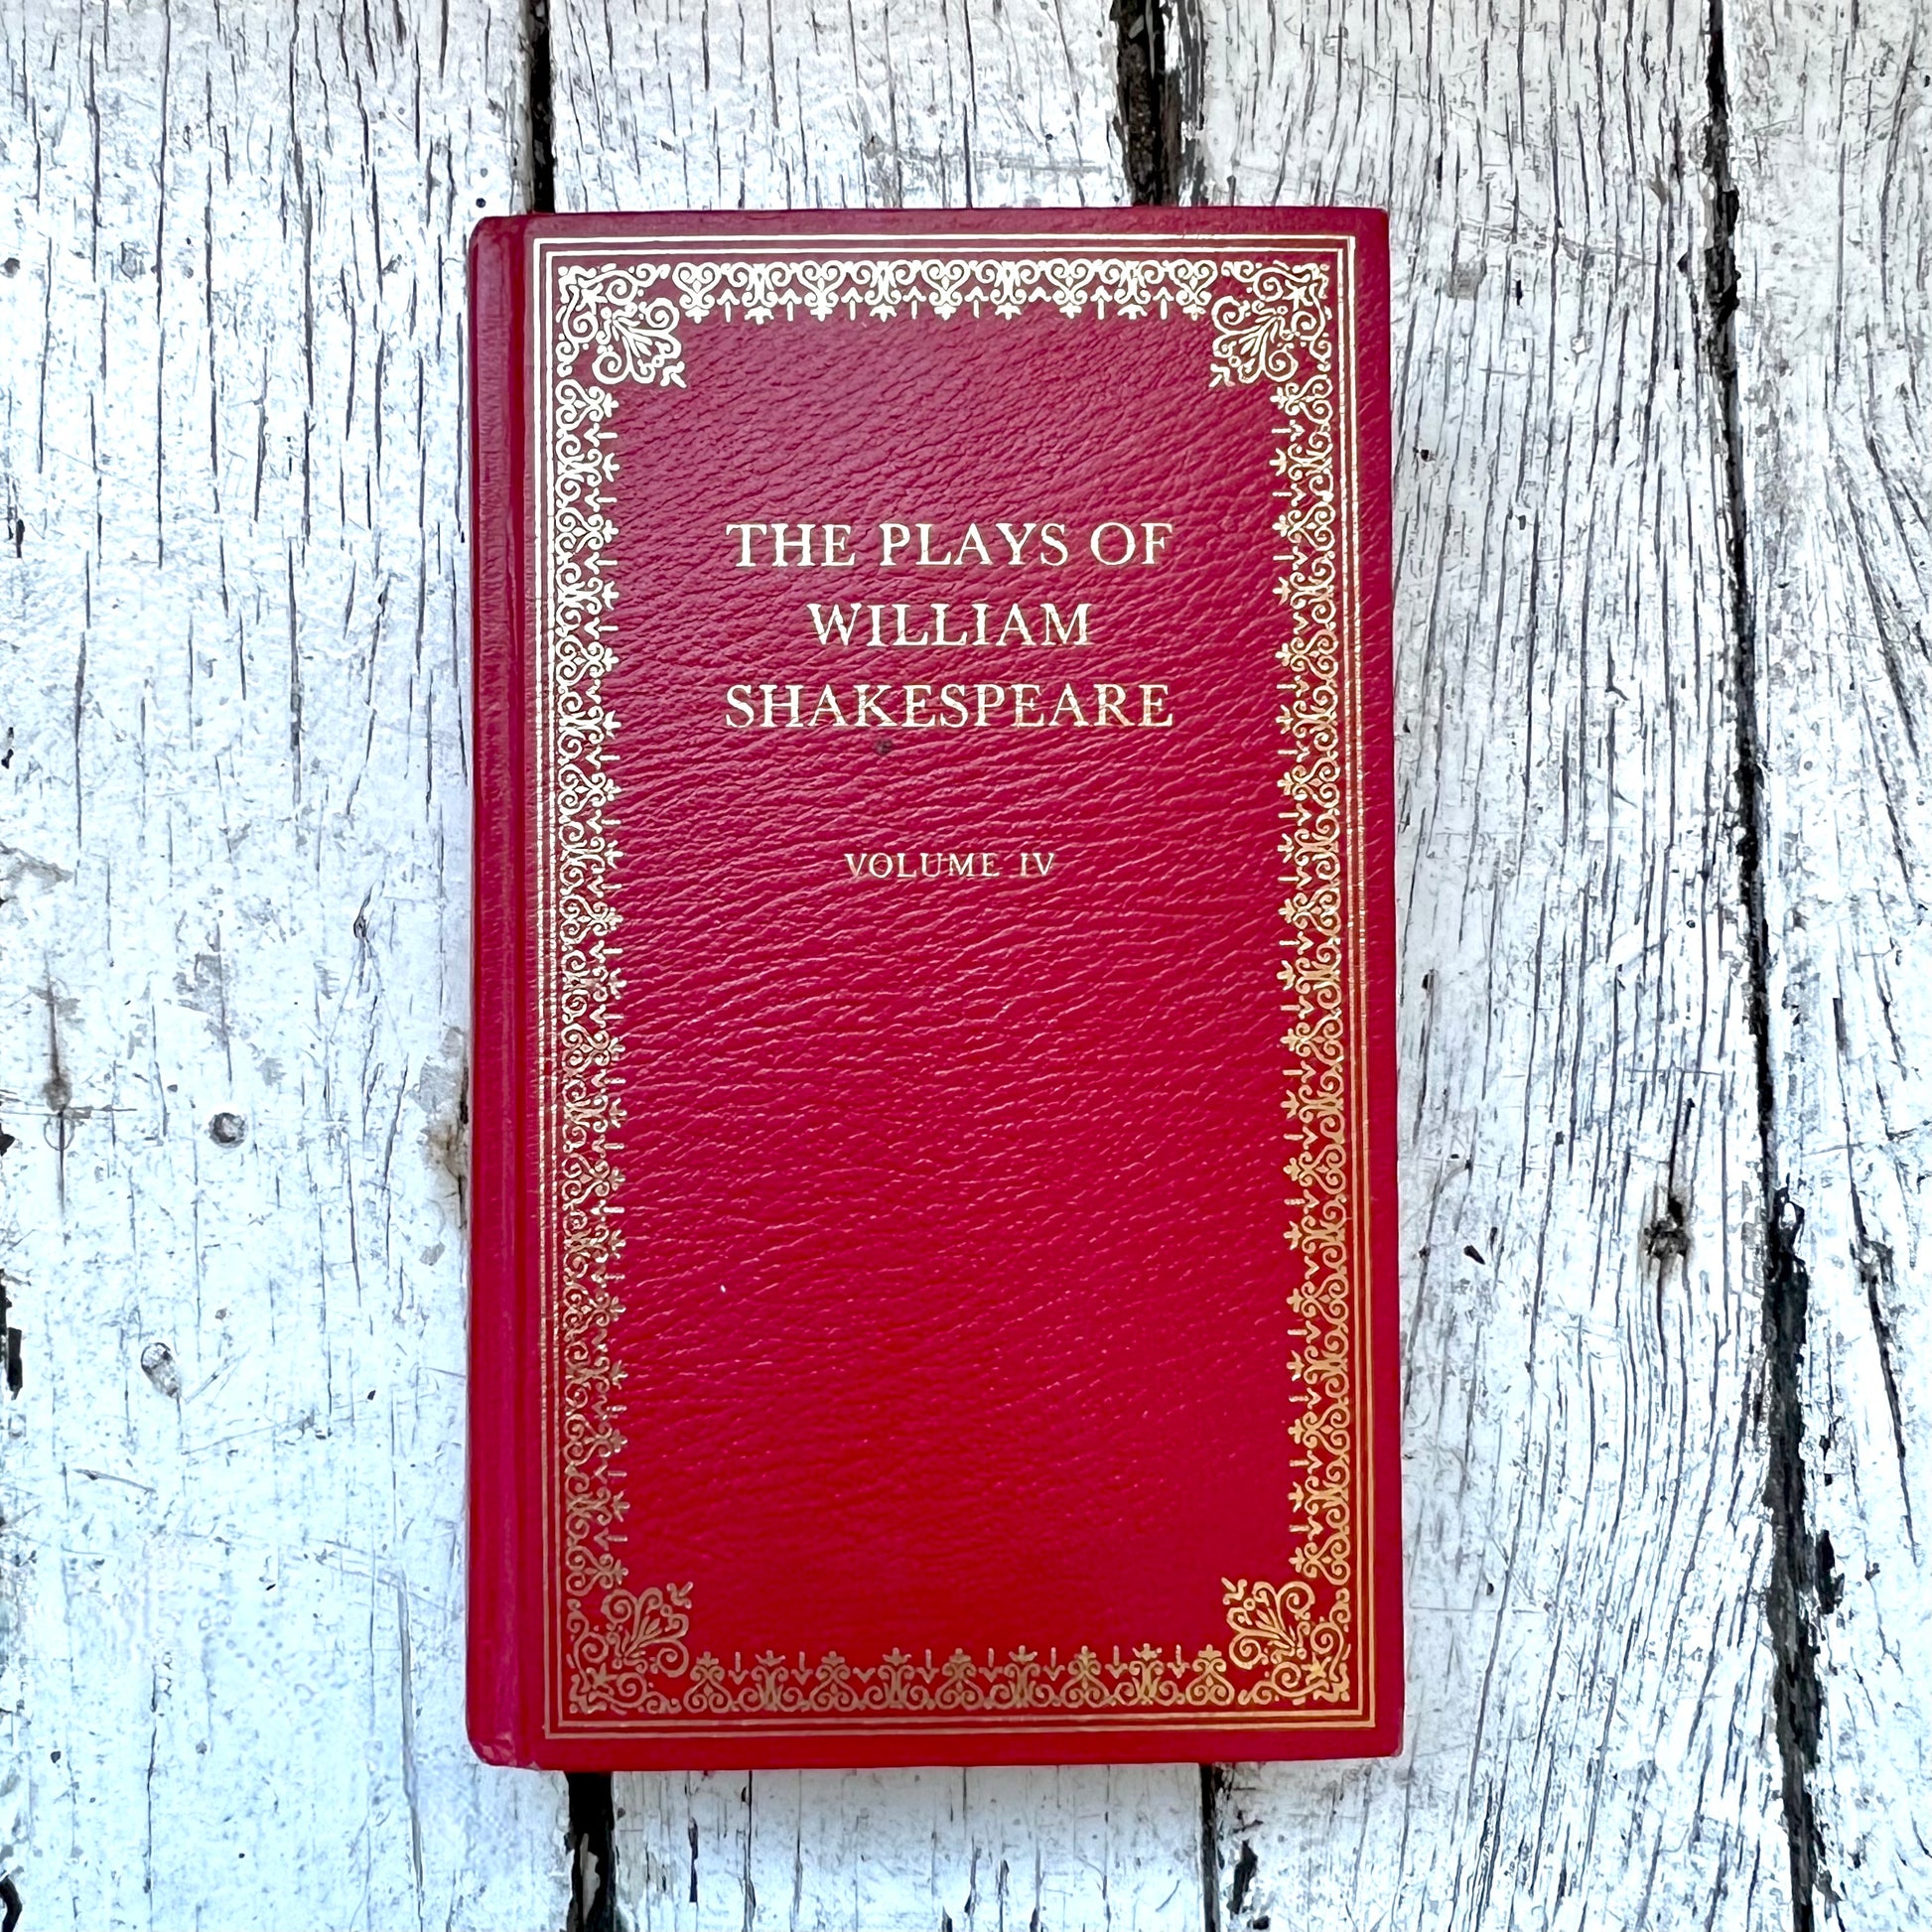 THE PLAYS OF
WILLIAM
SHAKESPEARE
VOLUME IV